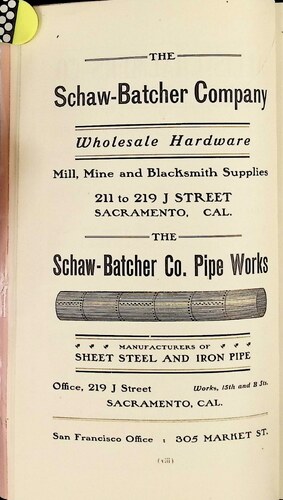 THE
Schaw-Batcher Company
Wholesale Hardware
Mill, Mine and Blacksmith Supplies
211 to 219 J STREET
SACRAMENTO, CAL.
THE
Schaw-Batcher Co. Pipe Works
MANUFACTURERS OF
SHEET STEEL AND IRON PIPE
Office, 219 J Street Works, 15th and B Sts.
SACRAMENTO, CAL.
San Francisco Office : 305 MARKET ST.
(viii)